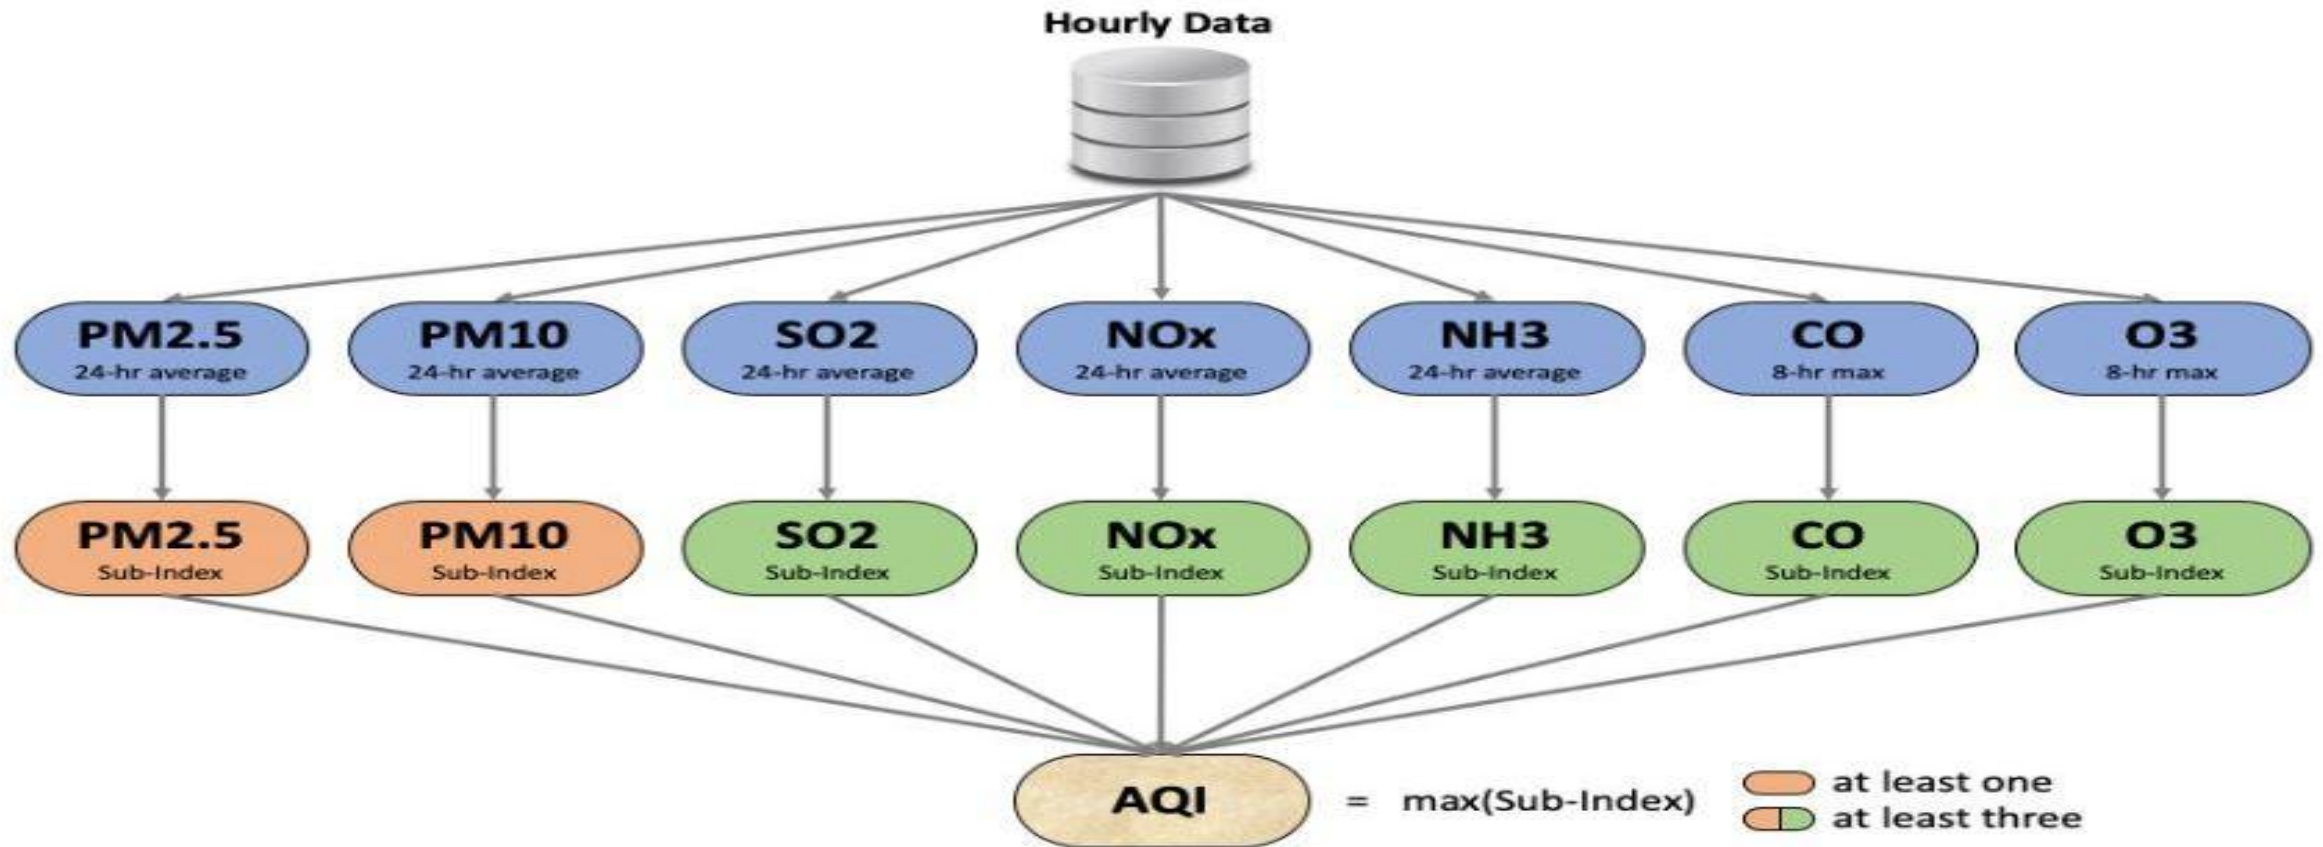 Hourly Data
PM2.5
24-hr average
PM10
24-hr average
SO2
24-hr average
NOx
24-hr average
NH3
24-hr average
CO
8-hr max
O3
8-hr max
PM2.5
Sub-Index
PM10
Sub-Index
SO2
Sub-Index
NOx
Sub-Index
NH3
Sub-Index
CO
Sub-Index
O3
Sub-Index
AQI = max(Sub-Index)
at least one
at least three